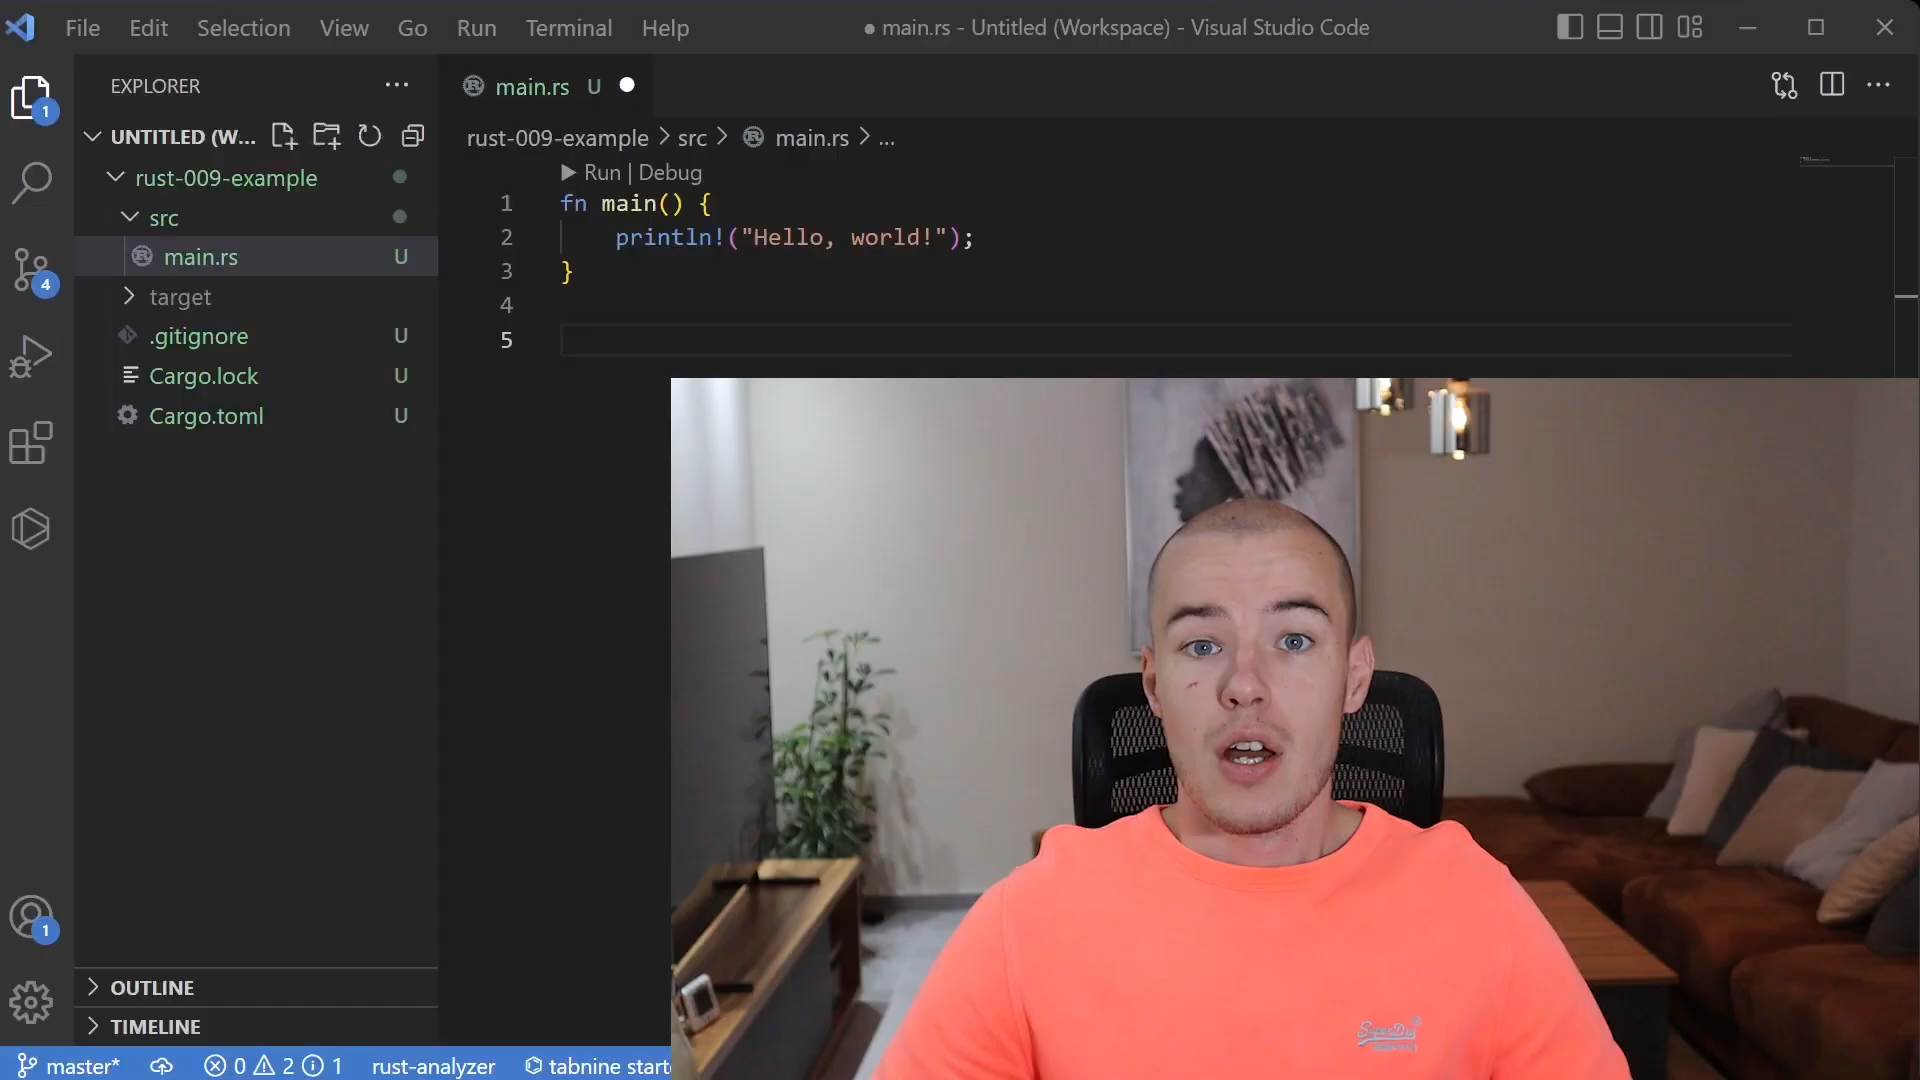 File Edit Selection View Go Run Terminal Help
● main.rs - Untitled (Workspace) - Visual Studio Code
EXPLORER
UNTITLED (W...
rust-009-example
src
main.rs U
target
.gitignore U
Cargo.lock U
Cargo.toml U
OUTLINE
TIMELINE
1
4
1
main.rs U
rust-009-example > src > main.rs > ...
Run | Debug
1 fn main() {
2 println!("Hello, world!");
3 }
4
5
master* 0 2 1 rust-analyzer tabnine start